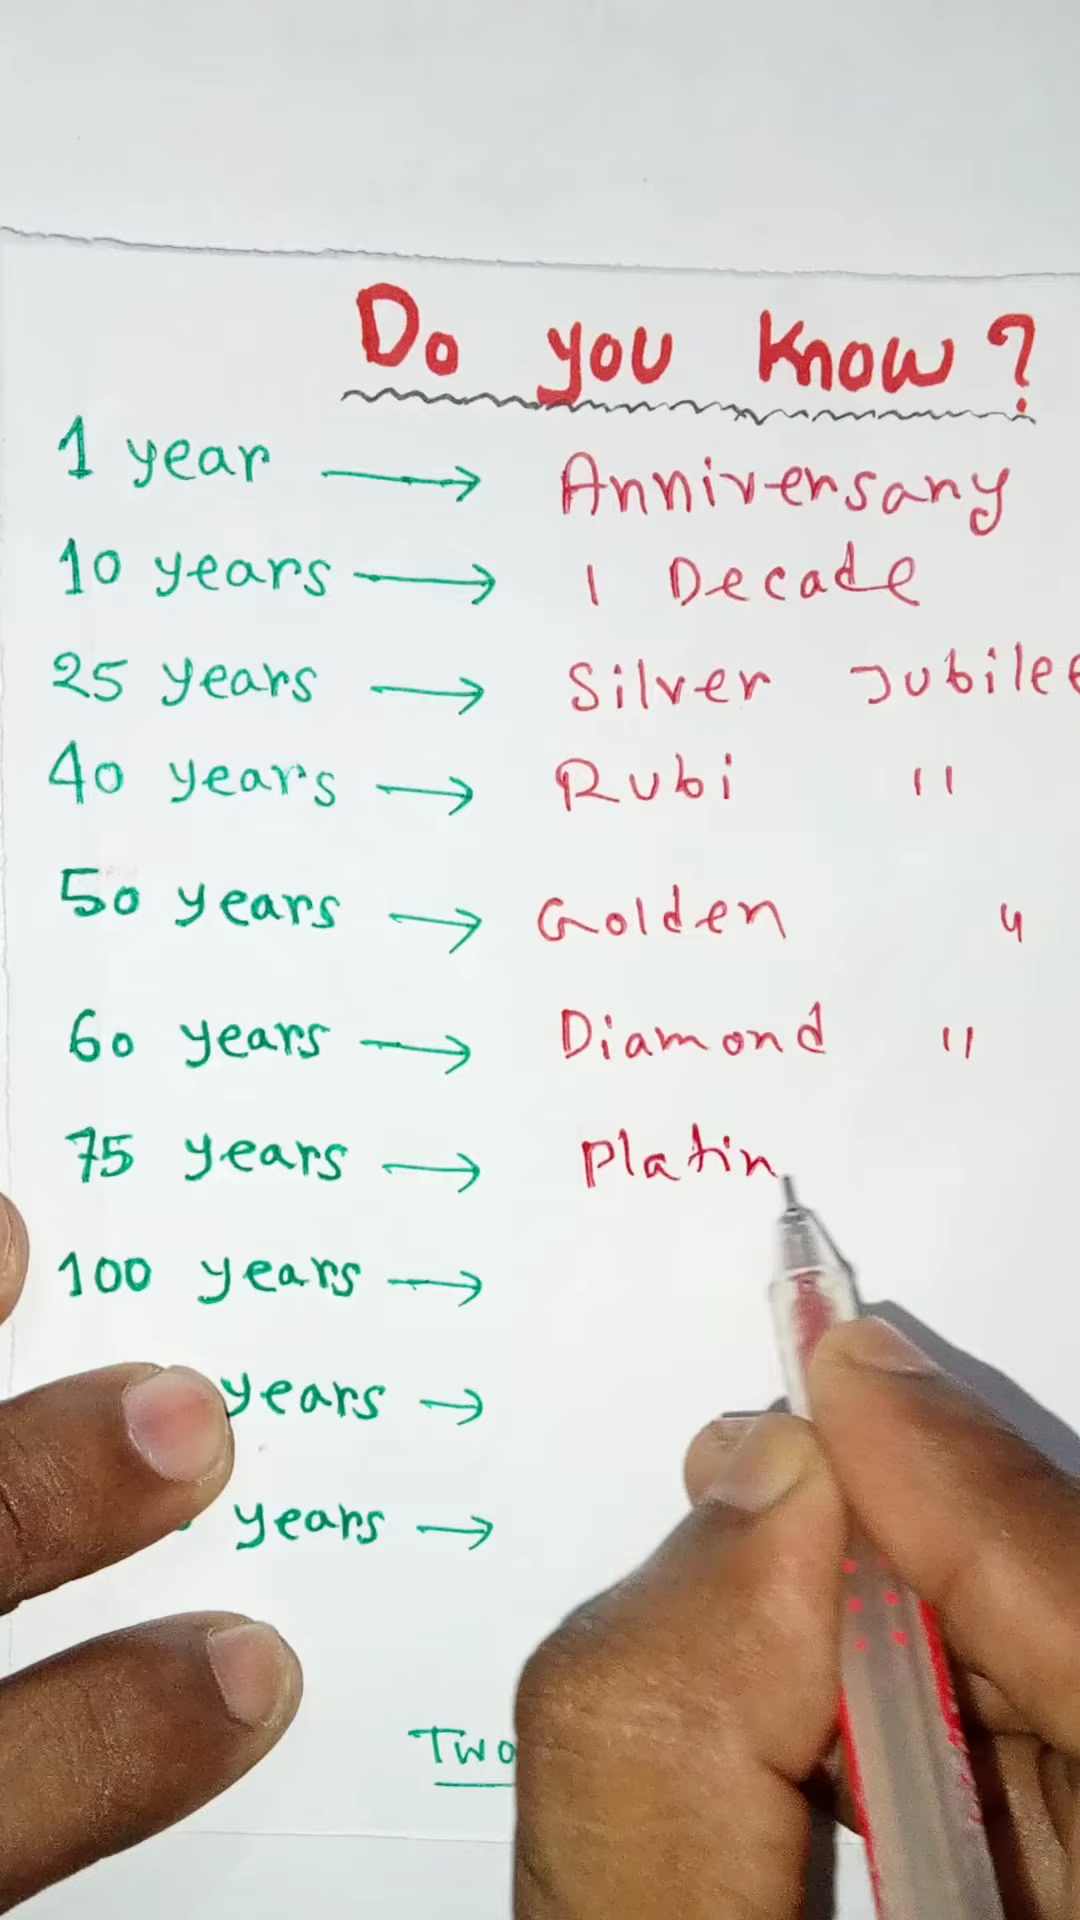 Do you know?
1 year → Anniversary
10 years → 1 Decade
25 years → Silver Jubilee
40 years → Rubi "
50 years → Golden "
60 years → Diamond "
75 years → Platin
100 years →
years →
years →
Two